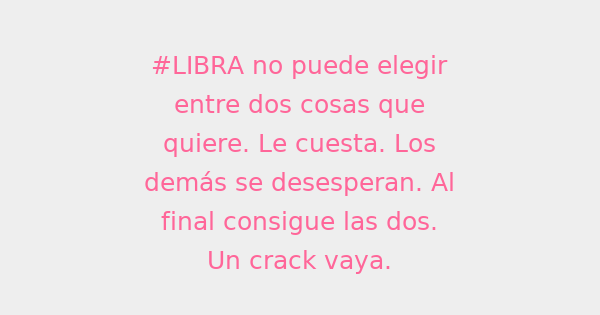 #LIBRA no puede elegir
entre dos cosas que
quiere. Le cuesta. Los
demás se desesperan. Al
final consigue las dos.
Un crack vaya.